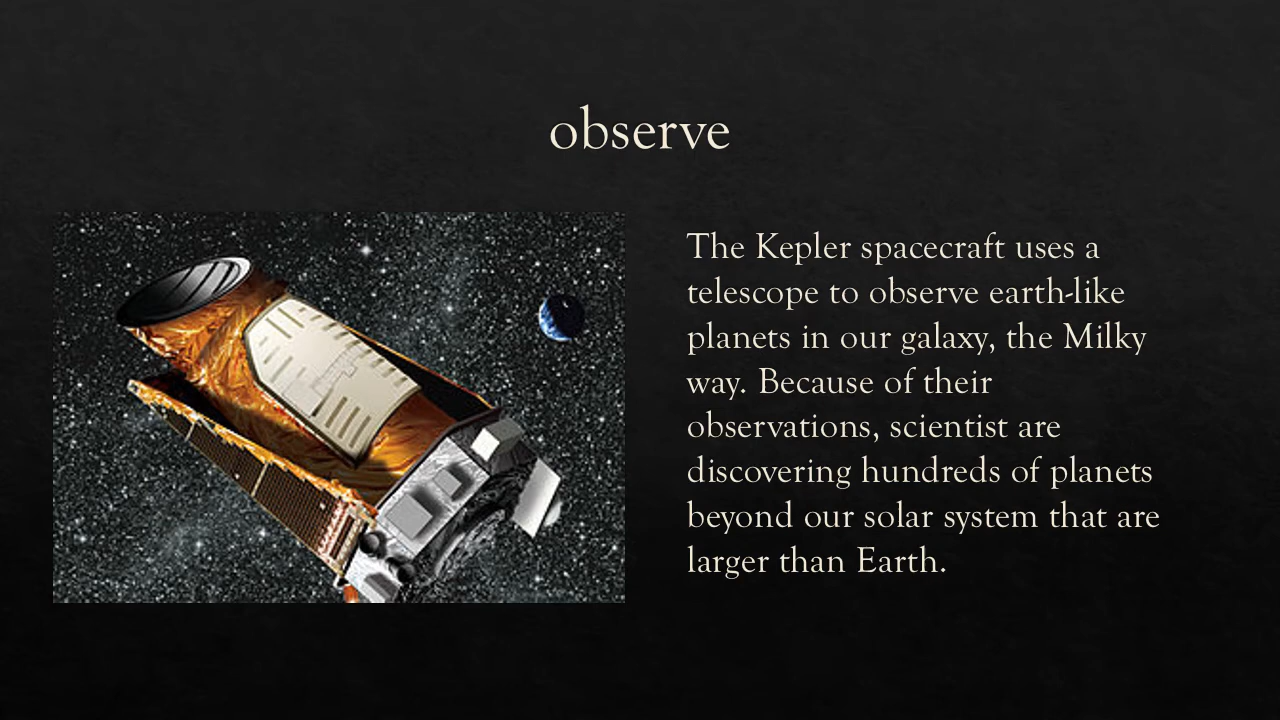 observe
The Kepler spacecraft uses a
telescope to observe earth-like
planets in our galaxy, the Milky
way. Because of their
observations, scientist are
discovering hundreds of planets
beyond our solar system that are
larger than Earth.